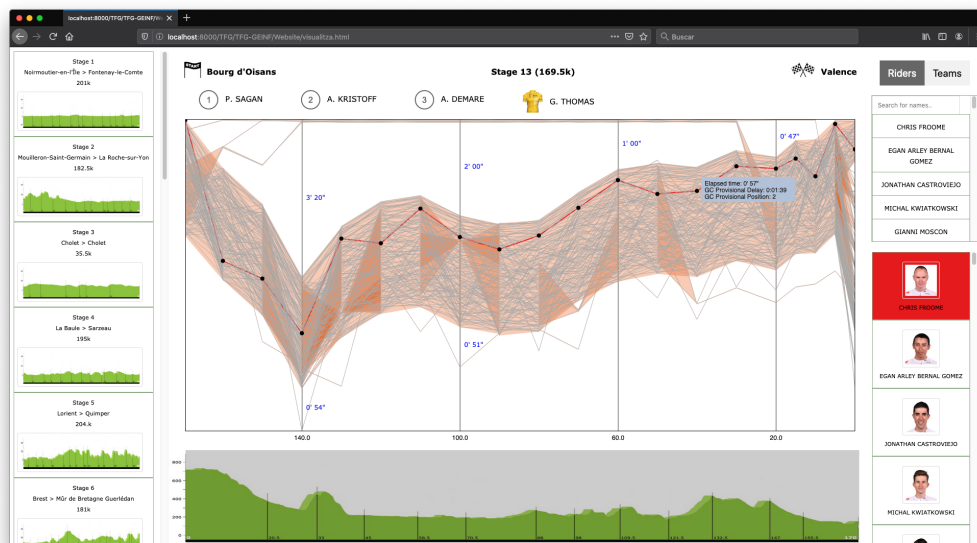 localhost:8000/TFG/TFG-GEINF/We
localhost:8000/TFG/TFG-GEINF/Website/visualitza.html
Buscar
Stage 1
Noirmoutier-en-l'Île > Fontenay-le-Comte
201k
Stage 2
Mouilleron-Saint-Germain > La Roche-sur-Yon
182.5k
Stage 3
Cholet > Cholet
35.5k
Stage 4
La Baule > Sarzeau
195k
Stage 5
Lorient > Quimper
204.k
Stage 6
Brest > Mûr de Bretagne Guerlédan
181k
START
Bourg d'Oisans
Stage 13 (169.5k)
Valence
1 P. SAGAN
2 A. KRISTOFF
3 A. DEMARE
G. THOMAS
0' 47"
1' 00"
2' 00"
3' 20"
Elapsed time: 0' 57"
GC Provisional Delay: 0:01:39
GC Provisional Position: 2
0' 51"
0' 54"
140.0
100.0
60.0
20.0
800
600
400
200
0
Riders
Teams
Search for names..
CHRIS FROOME
EGAN ARLEY BERNAL
GOMEZ
JONATHAN CASTROVIEJO
MICHAL KWIATKOWSKI
GIANNI MOSCON
CHRIS FROOME
EGAN ARLEY BERNAL GOMEZ
JONATHAN CASTROVIEJO
MICHAL KWIATKOWSKI